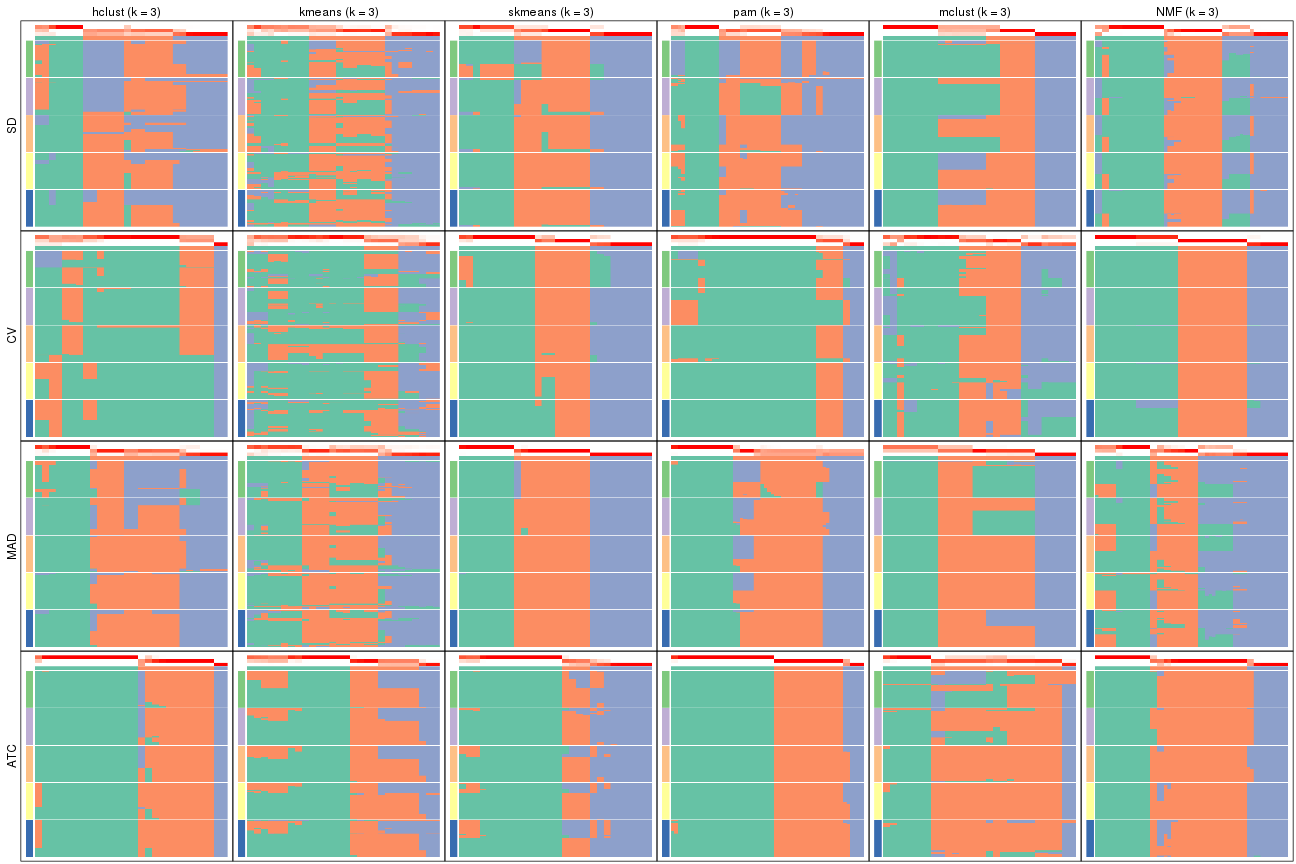 hclust (k = 3) kmeans (k = 3) skmeans (k = 3) pam (k = 3) mclust (k = 3) NMF (k = 3)
SD
CV
MAD
ATC